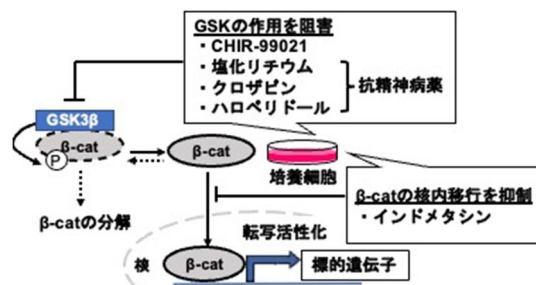 GSKの作用を阻害
・CHIR-99021
・塩化リチウム
・クロザピン
・ハロペリドール
抗精神病薬
GSK3β
β-cat
P
β-cat
培養細胞
β-catの分解
β-catの核内移行を抑制
・インドメタシン
転写活性化
核
β-cat
標的遺伝子